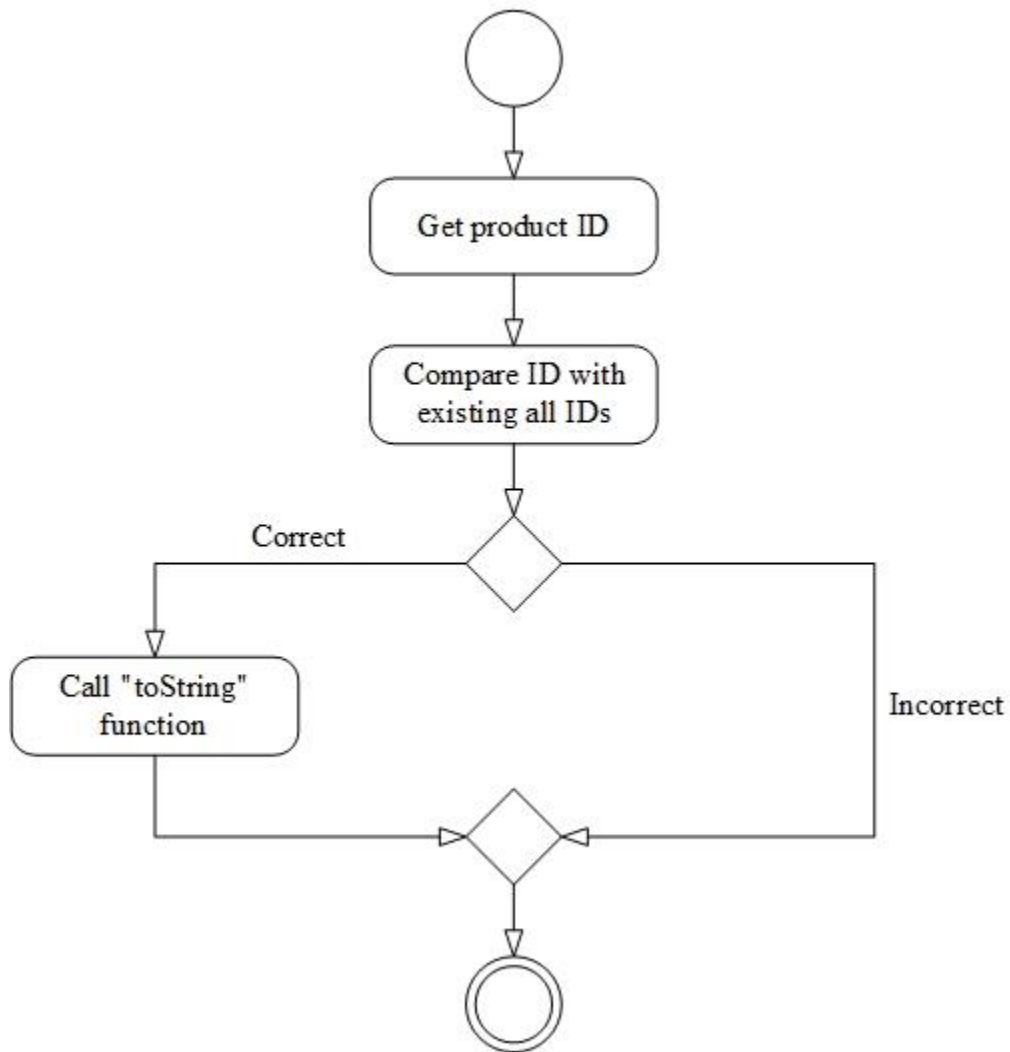 Get product ID
Compare ID with
existing all IDs
Correct
Call "toString"
function
Incorrect